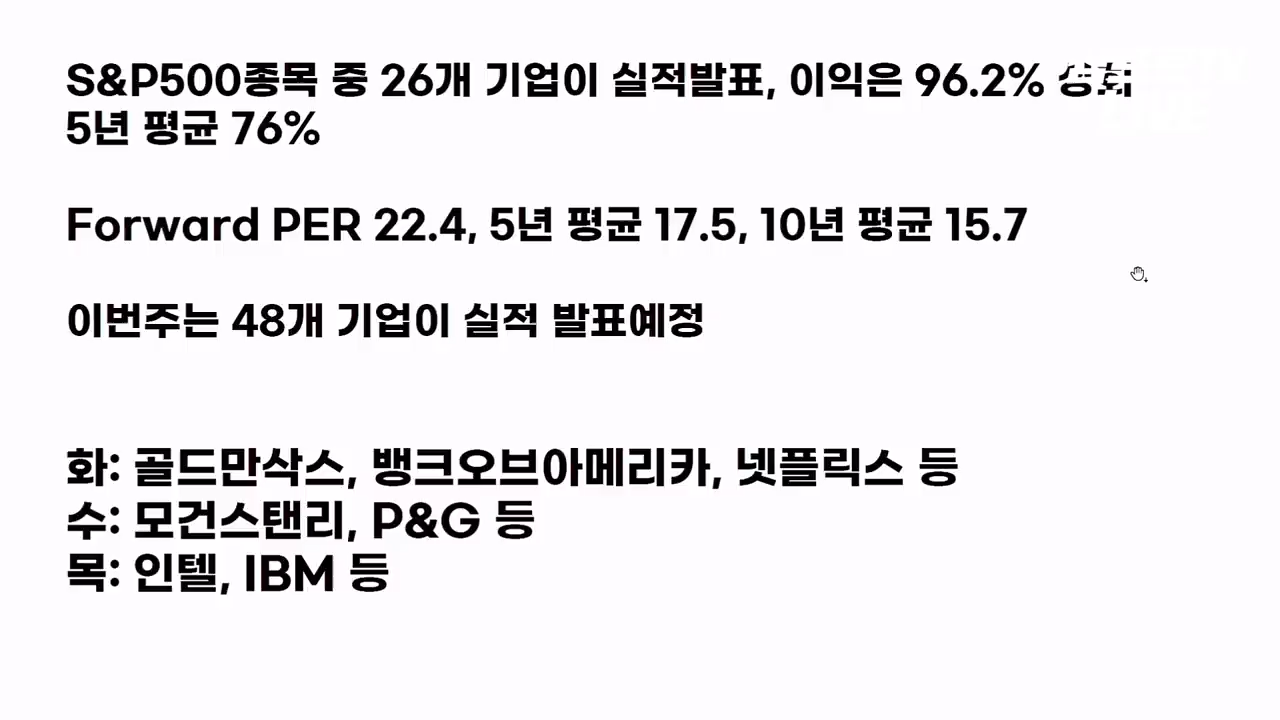 S&P500종목 중 26개 기업이 실적발표, 이익은 96.2%
5년 평균 76%
Forward PER 22.4, 5년 평균 17.5, 10년 평균 15.7
이번주는 48개 기업이 실적 발표예정
화: 골드만삭스, 뱅크오브아메리카, 넷플릭스 등
수: 모건스탠리, P&G 등
목: 인텔, IBM 등